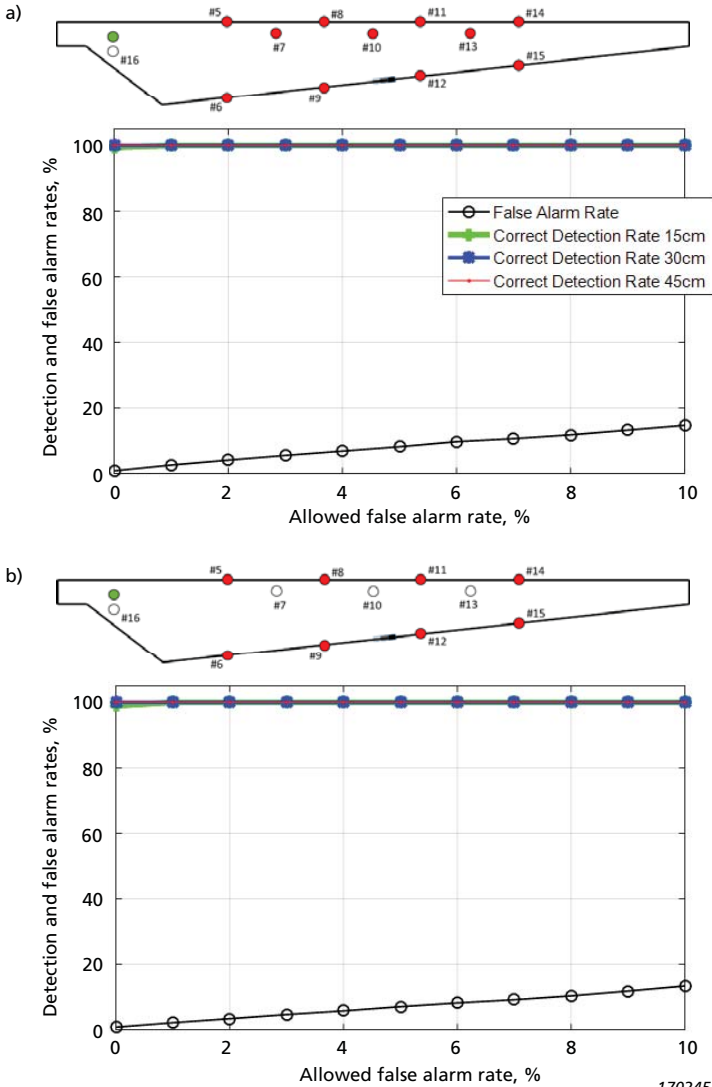 a)
#5 #8 #11 #14
#7 #10 #13
#16
#15
#12
#9
#6
Detection and false alarm rates, %
100
80
60
40
20
0
False Alarm Rate
Correct Detection Rate 15cm
Correct Detection Rate 30cm
Correct Detection Rate 45cm
0 2 4 6 8 10
Allowed false alarm rate, %
b)
#5 #8 #11 #14
#7 #10 #13
#16
#15
#12
#9
#6
Detection and false alarm rates, %
100
80
60
40
20
0
0 2 4 6 8 10
Allowed false alarm rate, %